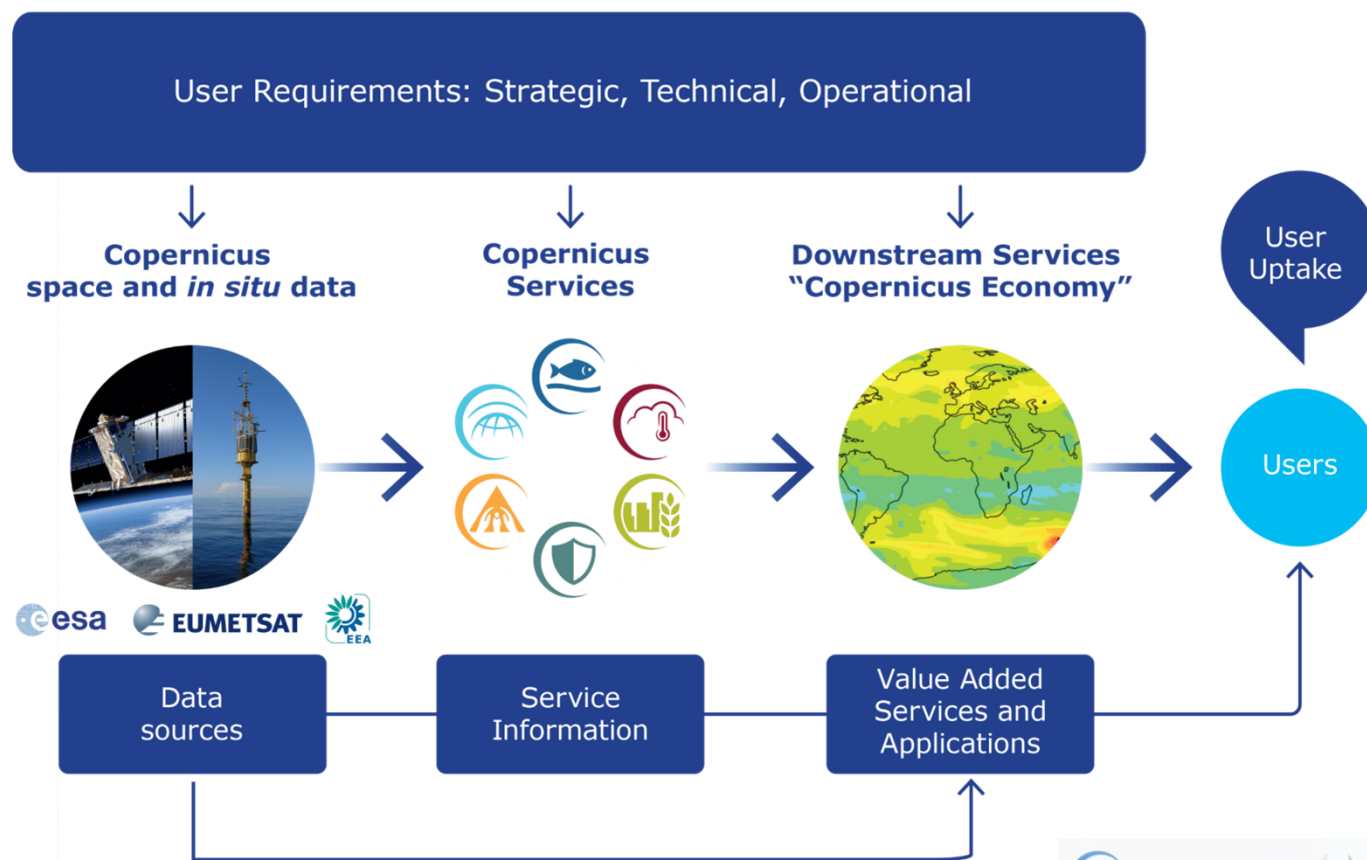 User Requirements: Strategic, Technical, Operational
Copernicus
space and in situ data
Copernicus
Services
Downstream Services
“Copernicus Economy”
User
Uptake
Users
esa
EUMETSAT
EEA
Data
sources
Service
Information
Value Added
Services and
Applications